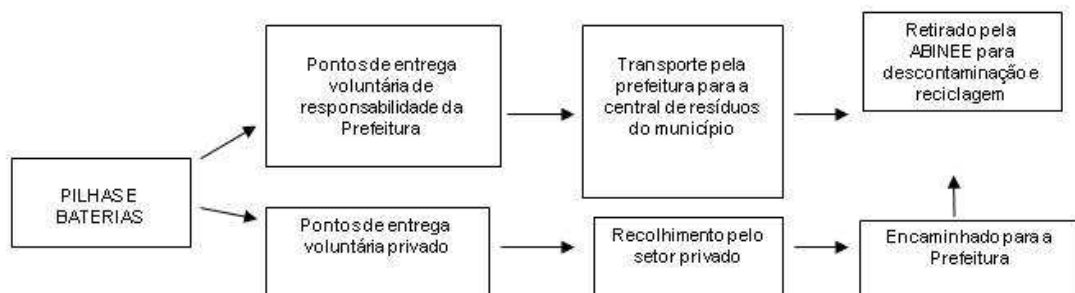 Pontos de entrega
voluntária de
responsabilidade da
Prefeitura
Transporte pela
prefeitura para a
central de resíduos
do município
Retirado pela
ABINEE para
descontaminação e
reciclagem
PILHAS E
BATERIAS
Pontos de entrega
voluntária privado
Recolhimento pelo
setor privado
Encaminhado para a
Prefeitura